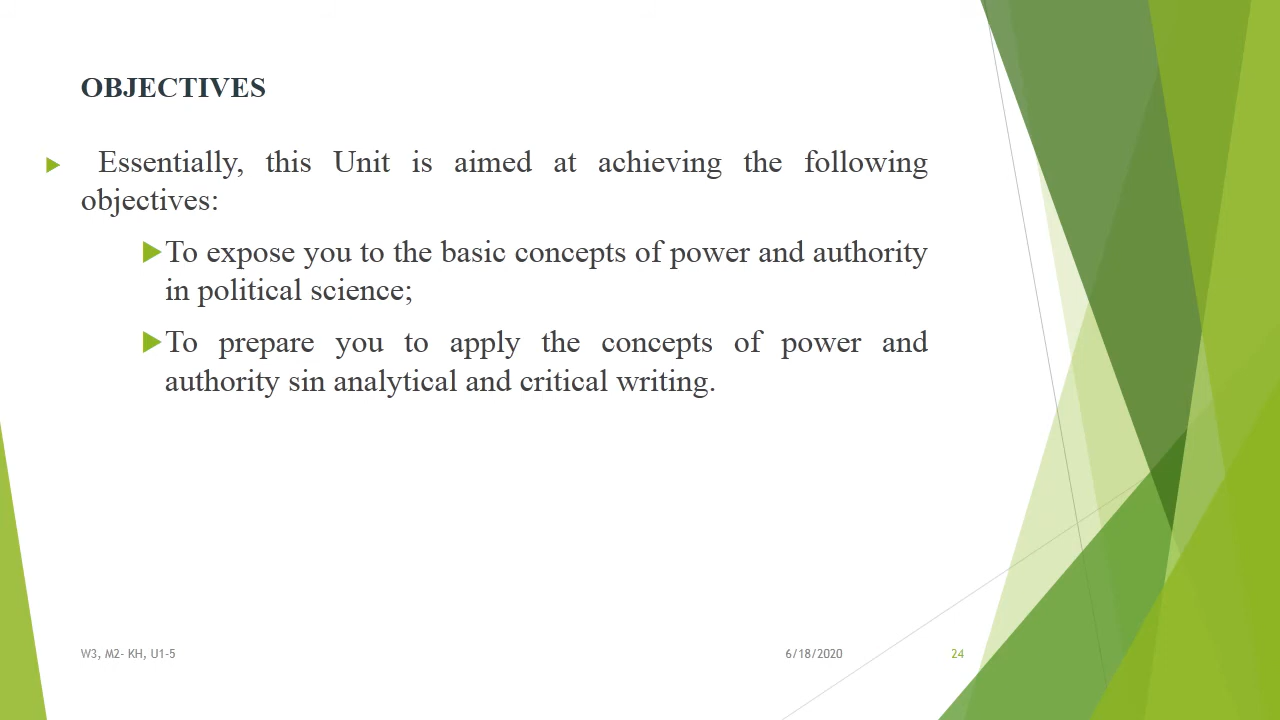 OBJECTIVES
Essentially, this Unit is aimed at achieving the following
objectives:
To expose you to the basic concepts of power and authority
in political science;
To prepare you to apply the concepts of power and
authority sin analytical and critical writing.
W3, M2- KH, U1-5 6/18/2020 24